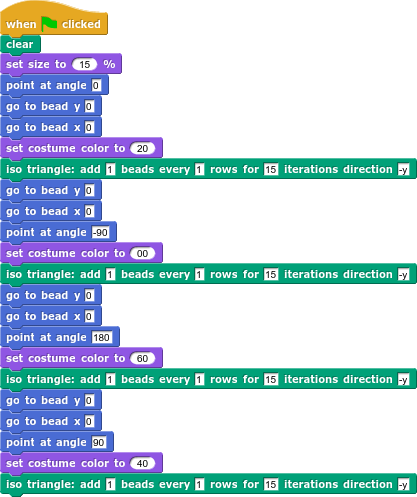 when clicked
clear
set size to 15 %
point at angle 0
go to bead y 0
go to bead x 0
set costume color to 20
iso triangle: add 1 beads every 1 rows for 15 iterations direction -y
go to bead y 0
go to bead x 0
point at angle -90
set costume color to 00
iso triangle: add 1 beads every 1 rows for 15 iterations direction -y
go to bead y 0
go to bead x 0
point at angle 180
set costume color to 60
iso triangle: add 1 beads every 1 rows for 15 iterations direction -y
go to bead y 0
go to bead x 0
point at angle 90
set costume color to 40
iso triangle: add 1 beads every 1 rows for 15 iterations direction -y